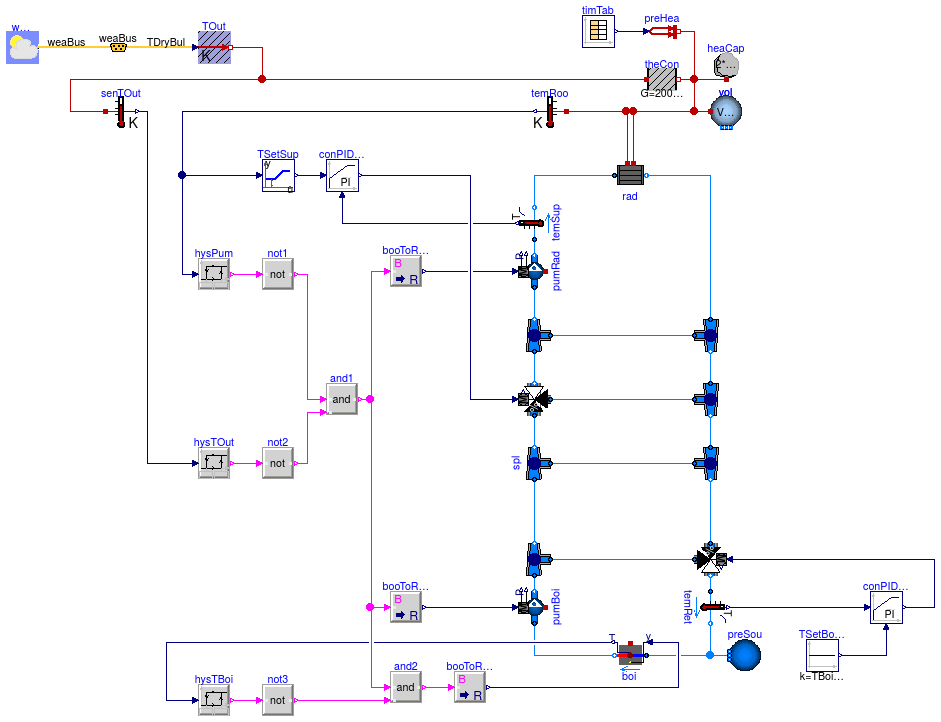 timTab
w...
TOut
preHea
weaBus
weaBus
TDryBul
K
heaCap
2*...
theCon
G=200...
senTOut
K
temRoo
K
vol
V...
TSetSup
y
u
conPID...
PI
rad
T
temSup
hysPum
not1
not
booToR...
B
R
pumRad
and1
and
hysTOut
not2
not
spl
booToR...
B
R
pumBoi
conPID...
PI
temRet
T
T
y
preSou
TSetBo...
k=TBoi...
boi
hysTBoi
not3
not
and2
and
booToR...
B
R